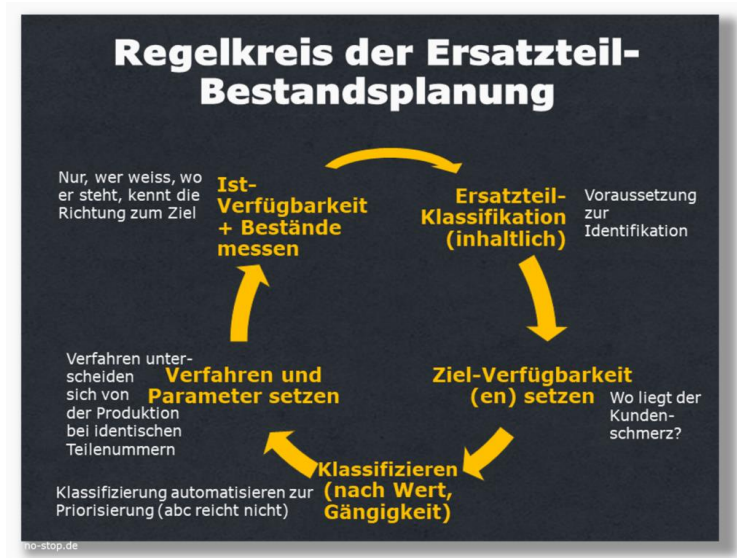 Regelkreis der Ersatzteil-
Bestandsplanung
Nur, wer weiss, wo
er steht, kennt die
Richtung zum Ziel
Ist-
Verfügbarkeit
+ Bestände
messen
Ersatzteil-
Klassifikation
(inhaltlich)
Voraussetzung
zur
Identifikation
Ziel-Verfügbarkeit
(en) setzen
Wo liegt der
Kunden-
schmerz?
Klassifizieren
(nach Wert,
Gängigkeit)
Klassifizierung automatisieren zur
Priorisierung (abc reicht nicht)
Verfahren und
Parameter setzen
Verfahren unter-
scheiden
sich von
der Produktion
bei identischen
Teilenummern
no-stop.de